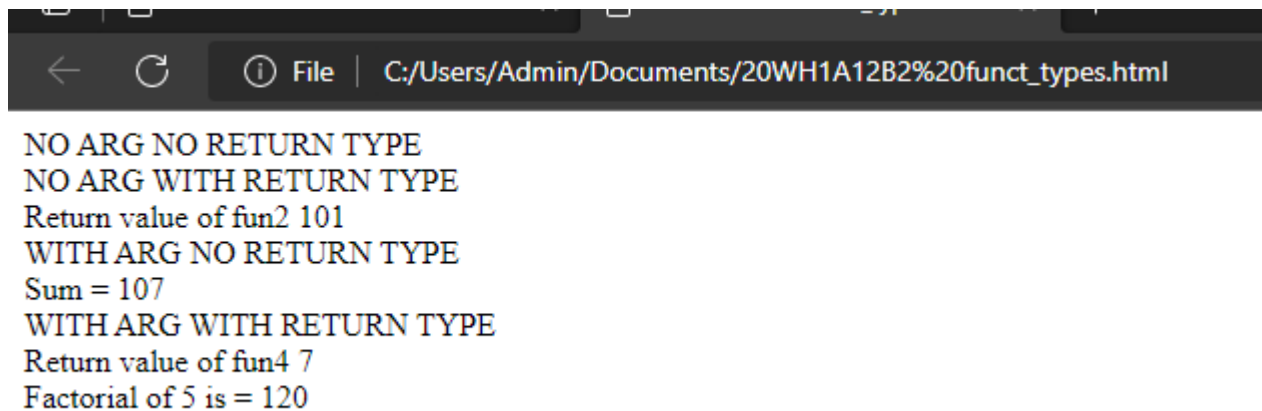 File C:/Users/Admin/Documents/20WH1A12B2%20funct_types.html
NO ARG NO RETURN TYPE
NO ARG WITH RETURN TYPE
Return value of fun2 101
WITH ARG NO RETURN TYPE
Sum = 107
WITH ARG WITH RETURN TYPE
Return value of fun4 7
Factorial of 5 is = 120